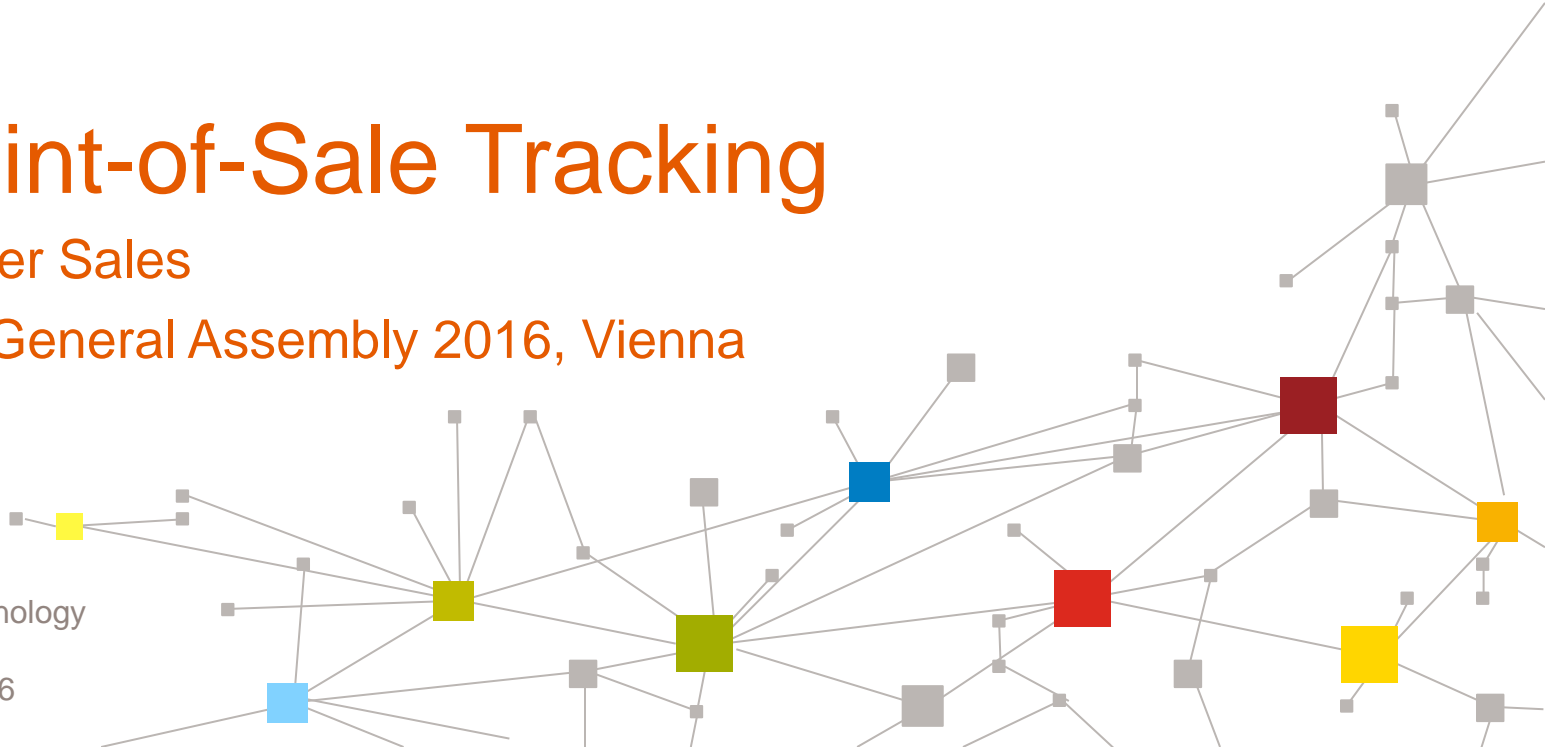 int-of-Sale Tracking
er Sales
General Assembly 2016, Vienna
nology
6